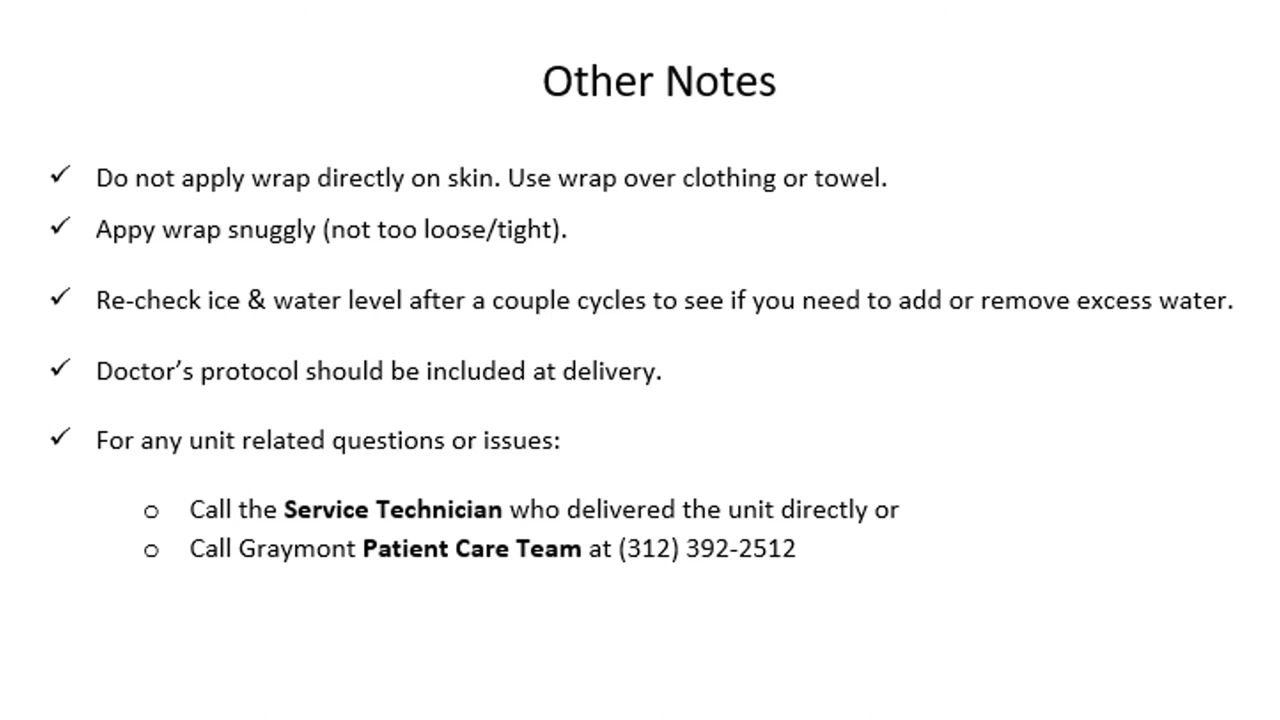 Other Notes
✓ Do not apply wrap directly on skin. Use wrap over clothing or towel.
✓ Appy wrap snuggly (not too loose/tight).
✓ Re-check ice & water level after a couple cycles to see if you need to add or remove excess water.
✓ Doctor’s protocol should be included at delivery.
✓ For any unit related questions or issues:
o Call the Service Technician who delivered the unit directly or
o Call Graymont Patient Care Team at (312) 392-2512